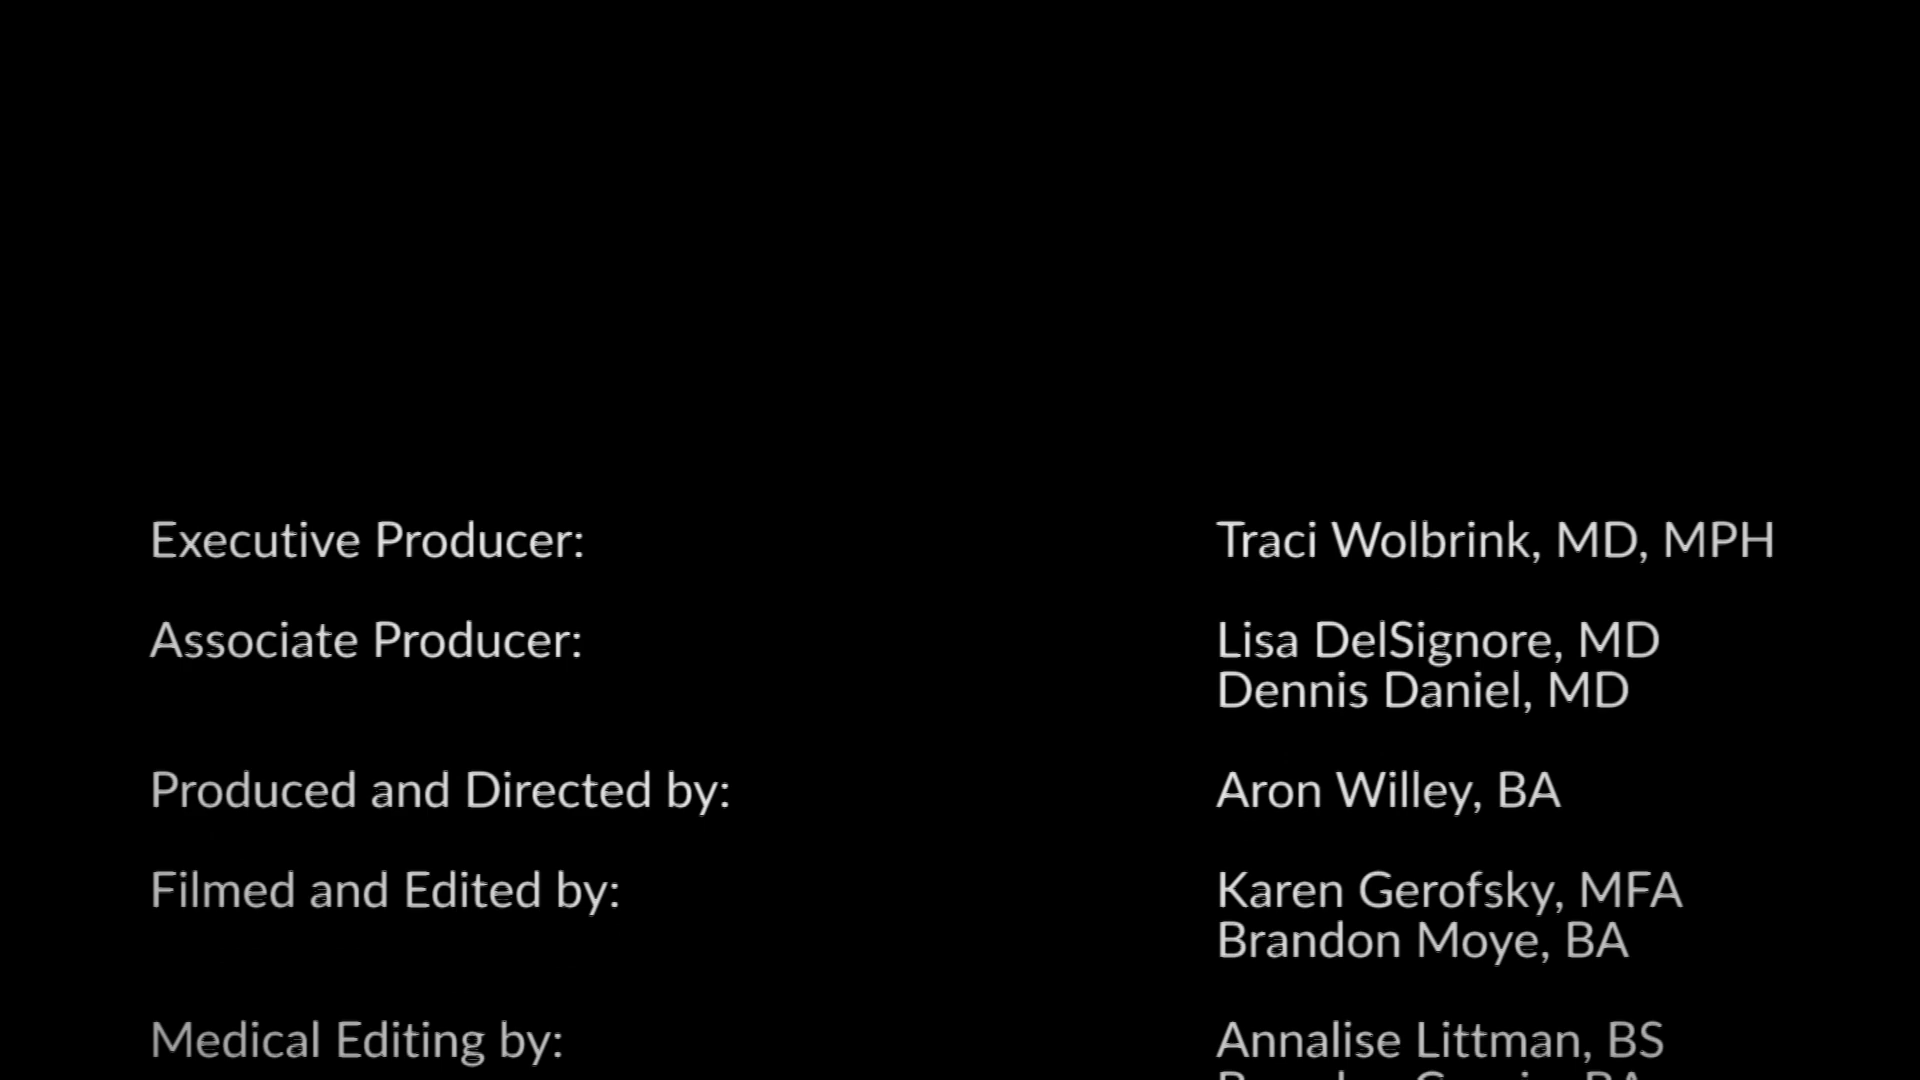 Executive Producer: Traci Wolbrink, MD, MPH
Associate Producer: Lisa DelSignore, MD
Dennis Daniel, MD
Produced and Directed by: Aron Willey, BA
Filmed and Edited by: Karen Gerofsky, MFA
Brandon Moye, BA
Medical Editing by: Annalise Littman, BS